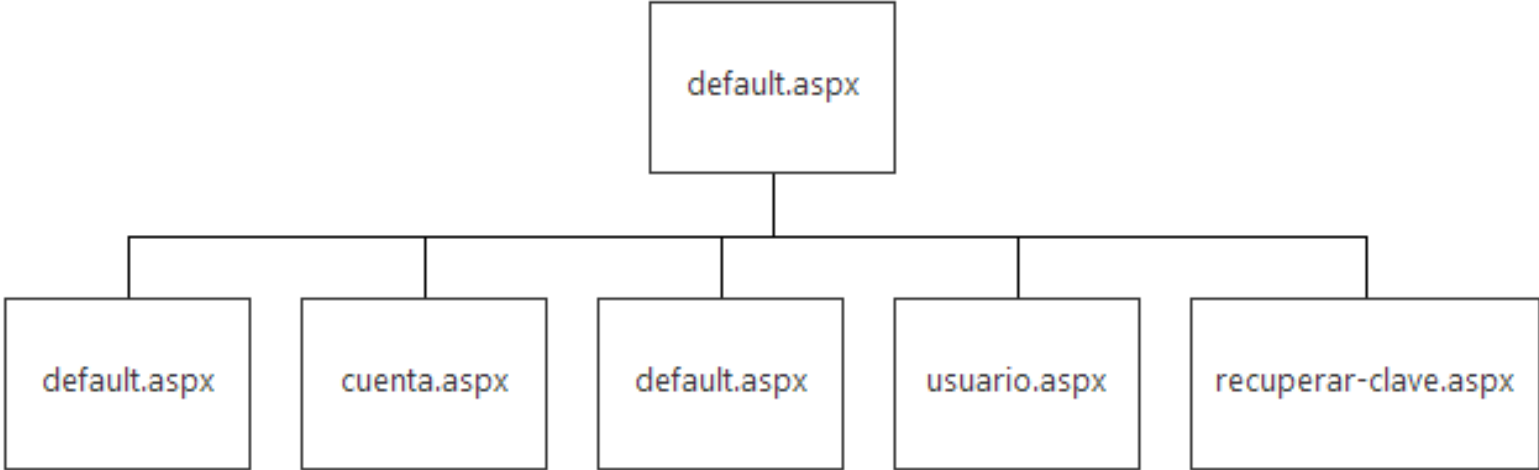 default.aspx
default.aspx
cuenta.aspx
default.aspx
usuario.aspx
recuperar-clave.aspx